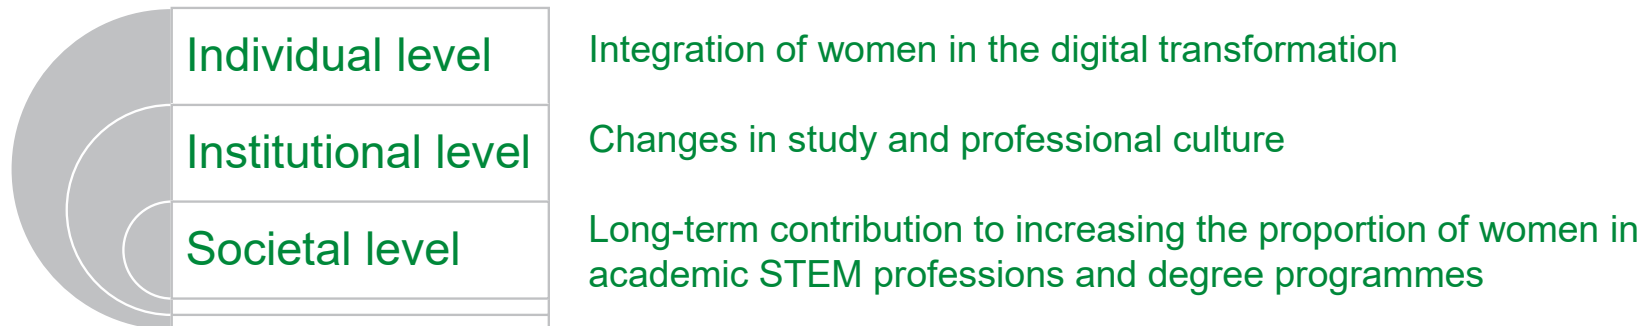 Individual level
Integration of women in the digital transformation
Institutional level
Changes in study and professional culture
Societal level
Long-term contribution to increasing the proportion of women in
academic STEM professions and degree programmes